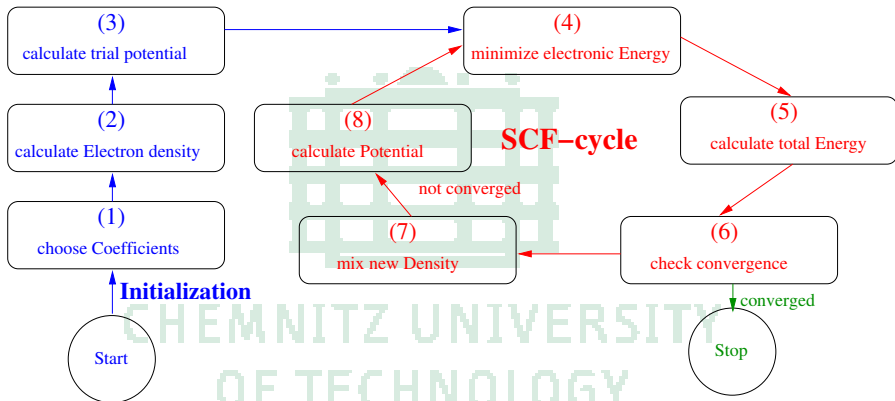 (3)
calculate trial potential
(4)
minimize electronic Energy
(2)
calculate Electron density
(8)
calculate Potential
SCF-cycle
(5)
calculate total Energy
not converged
(1)
choose Coefficients
(7)
mix new Density
(6)
check convergence
Initialization
converged
Start
Stop
CHEMNITZ UNIVERSITY
OF TECHNOLOGY